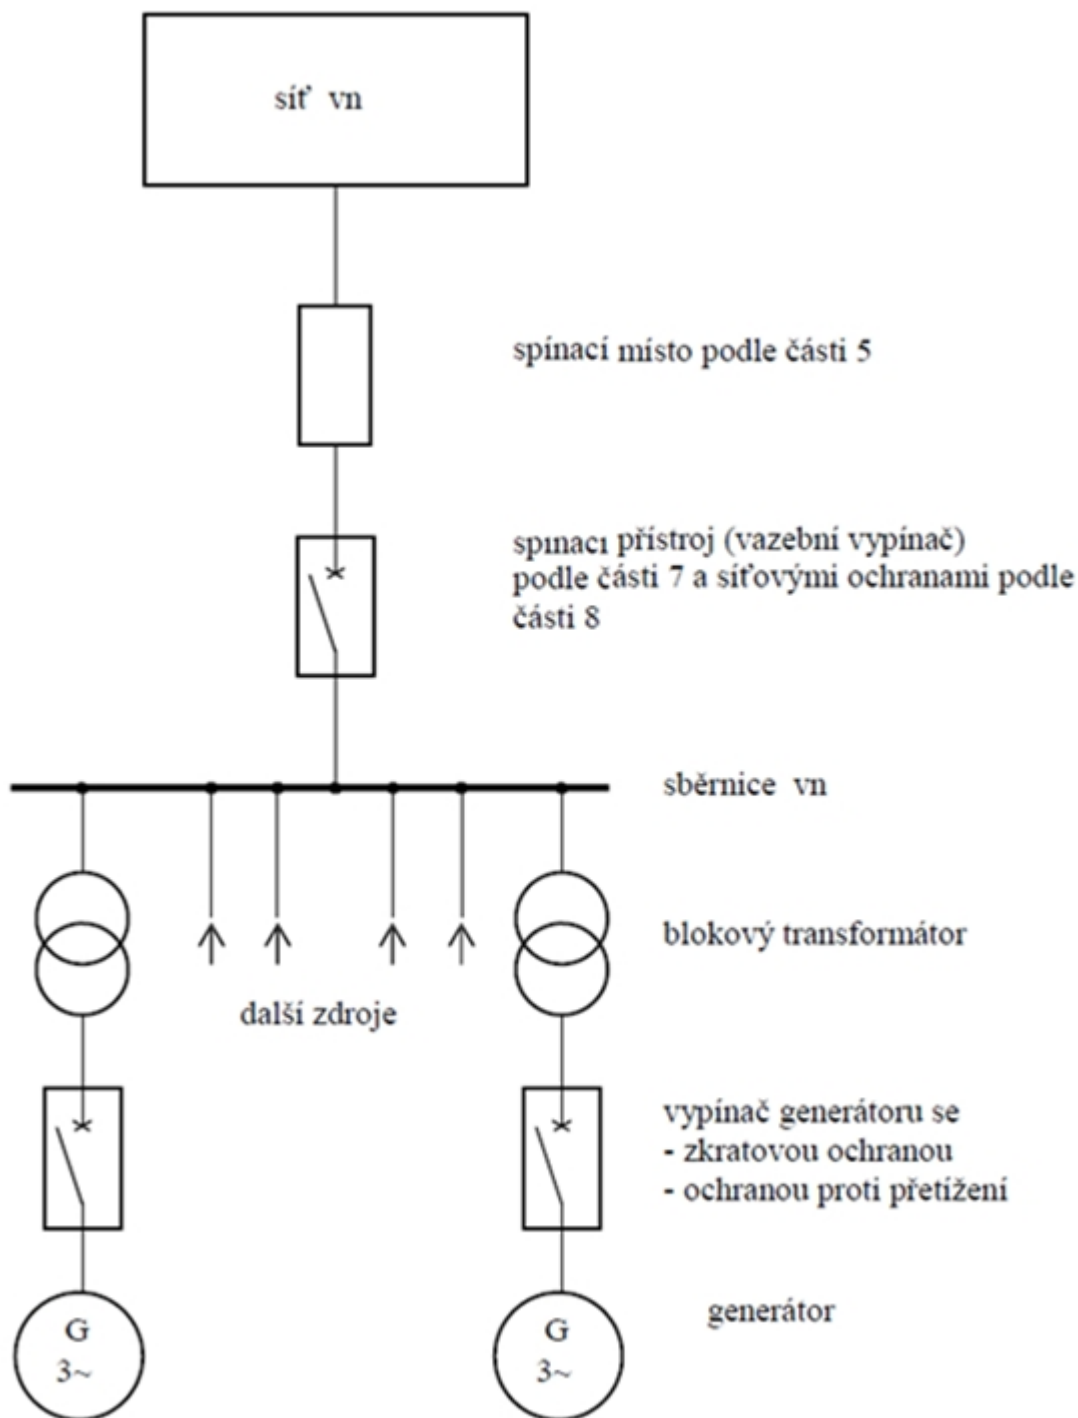 síť vn
spínací místo podle části 5
spınacı přístroj (vazební vypínač)
podle části 7 a síťovými ochranami podle
části 8
sběrnice vn
blokový transformátor
další zdroje
vypínač generátoru se
- zkratovou ochranou
- ochranou proti přetížení
generátor
G
3~
G
3~